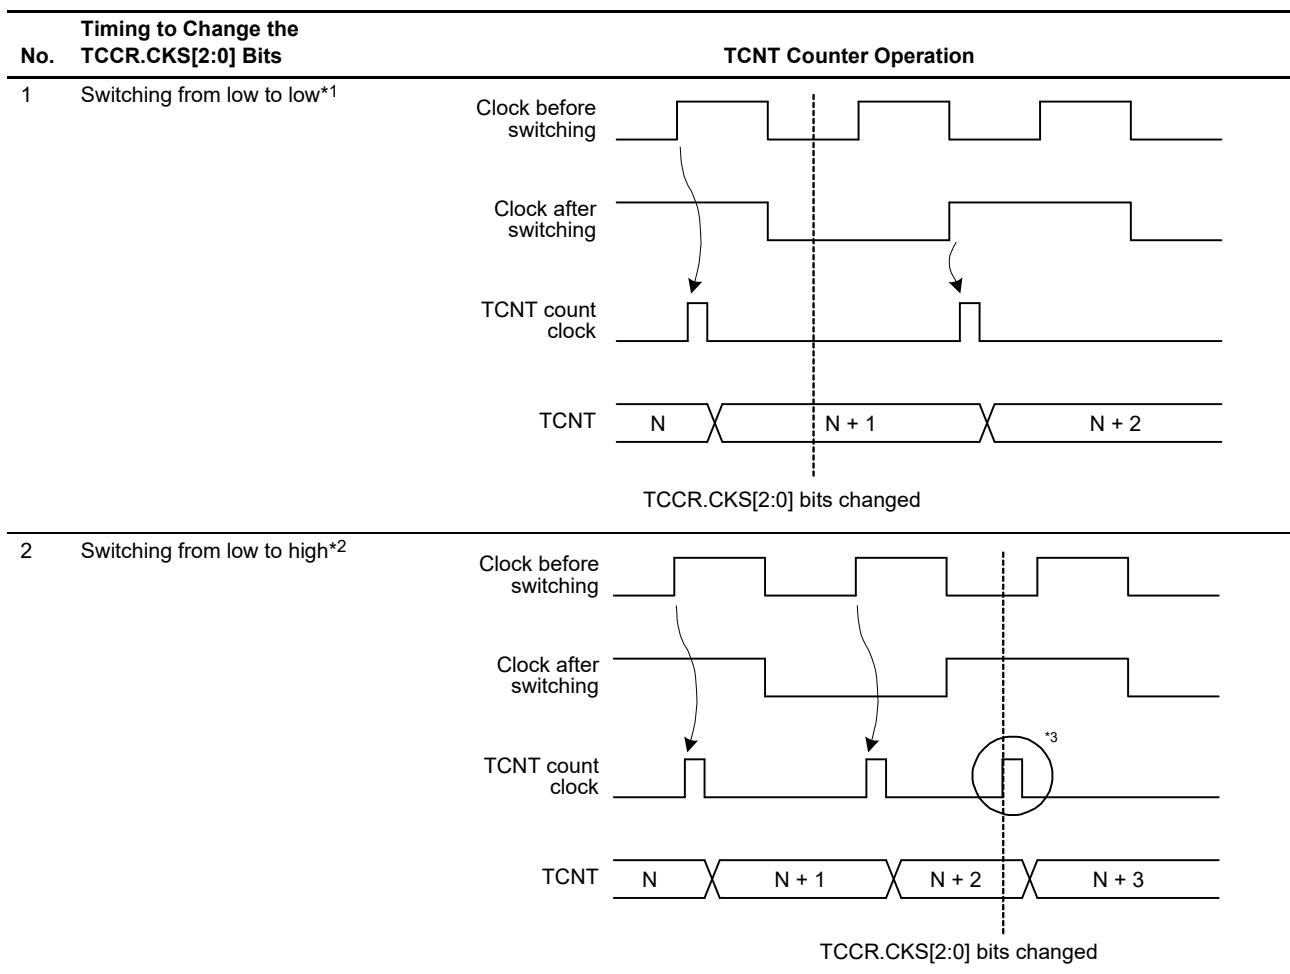 No. Timing to Change the
TCCR.CKS[2:0] Bits TCNT Counter Operation
1 Switching from low to low*1
Clock before
switching
Clock after
switching
TCNT count
clock
TCNT N N + 1 N + 2
TCCR.CKS[2:0] bits changed
2 Switching from low to high*2
Clock before
switching
Clock after
switching
*3
TCNT count
clock
TCNT N N + 1 N + 2 N + 3
TCCR.CKS[2:0] bits changed